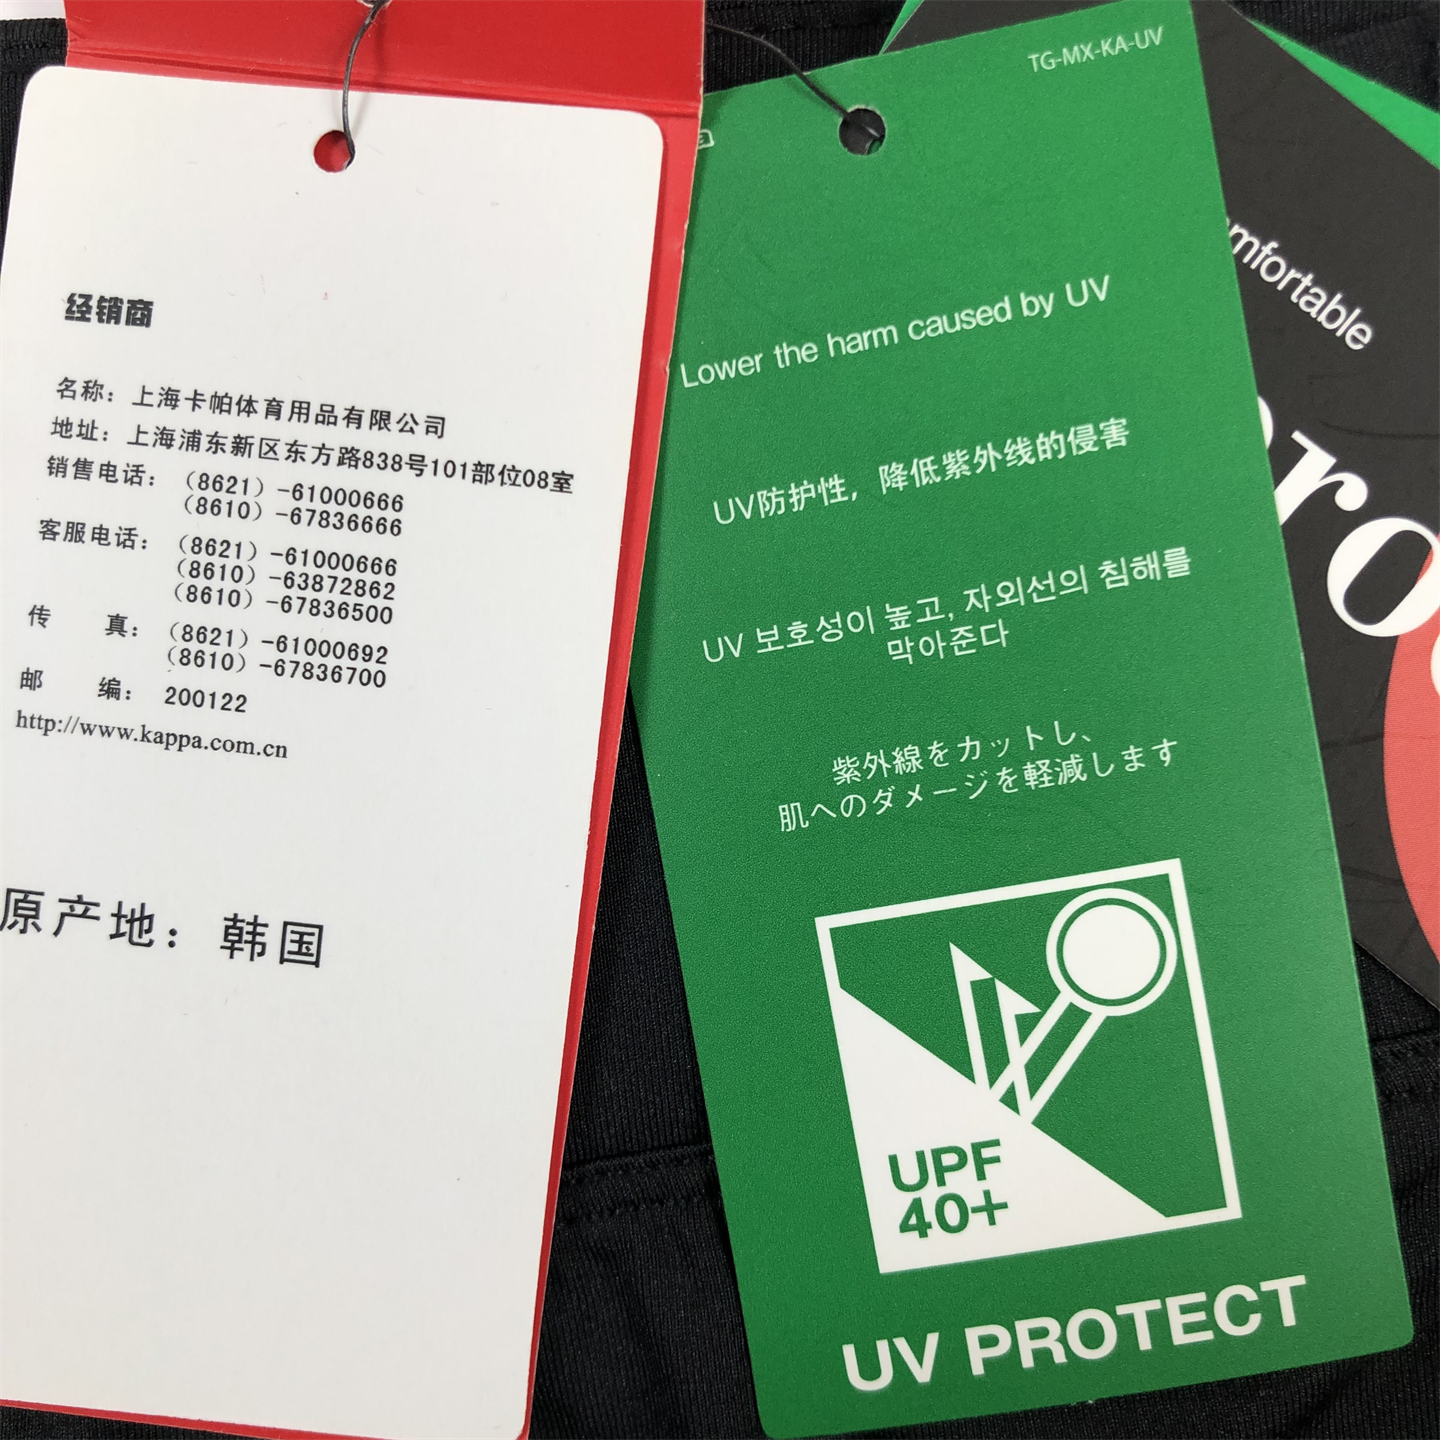 经销商
名称：上海卡帕体育用品有限公司
地址：上海浦东新区东方路838号101部位08室
销售电话：（8621）-61000666
（8610）-67836666
客服电话：（8621）-61000666
（8610）-63872862
（8610）-67836500
传 真：（8621）-61000692
（8610）-67836700
邮 编：200122
http://www.kappa.com.cn
原产地：韩国
TG-MX-KA-UV
Lower the harm caused by UV
UV防护性，降低紫外线的侵害
UV 보호성이 높고, 자외선의 침해를
막아준다
紫外線をカットし、
肌へのダメージを軽減します
UPF
40+
UV PROTECT